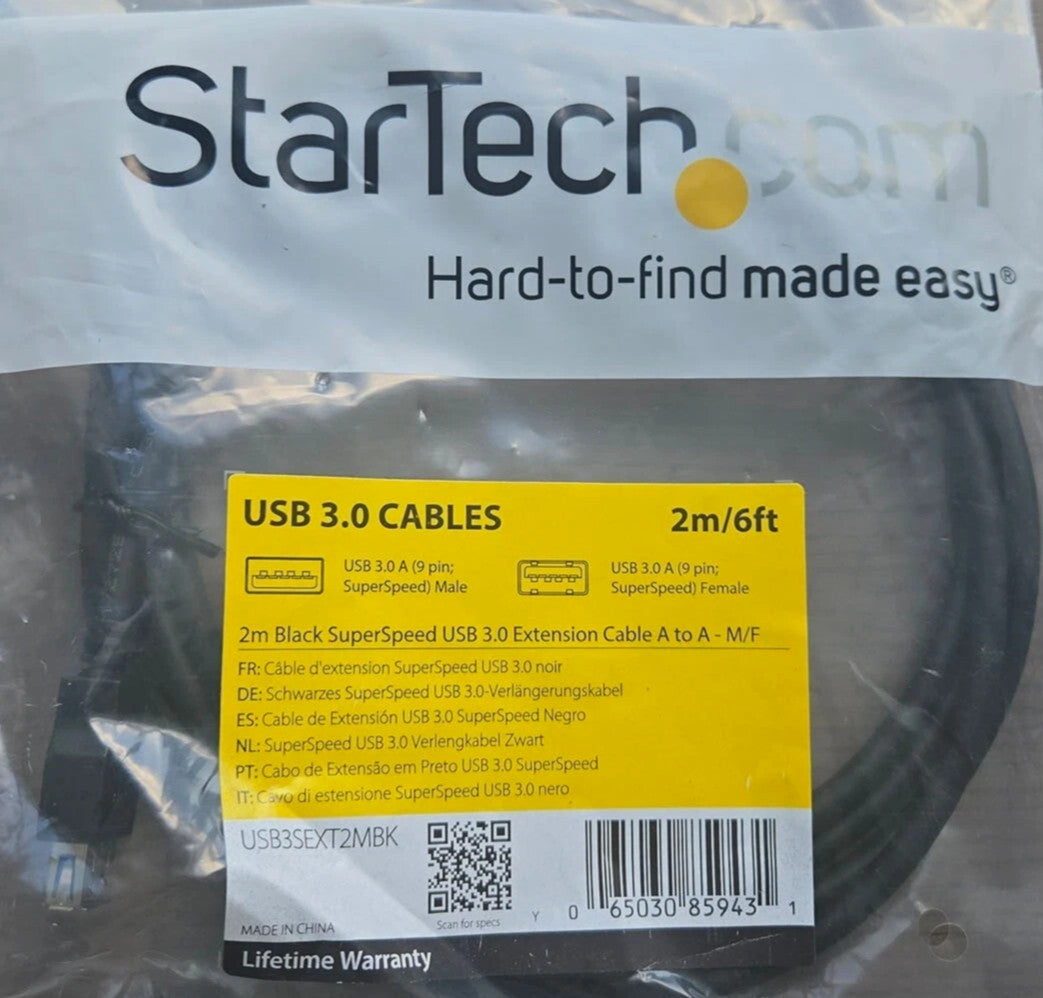 StarTech.com
Hard-to-find made easy®
USB 3.0 CABLES
2m/6ft
USB 3.0 A (9 pin;
SuperSpeed) Male
USB 3.0 A (9 pin;
SuperSpeed) Female
2m Black SuperSpeed USB 3.0 Extension Cable A to A - M/F
FR: Câble d'extension SuperSpeed USB 3.0 noir
DE: Schwarzes SuperSpeed USB 3.0-Verlängerungskabel
ES: Cable de Extensión USB 3.0 SuperSpeed Negro
NL: SuperSpeed USB 3.0 Verlengkabel Zwart
PT: Cabo de Extensão em Preto USB 3.0 SuperSpeed
IT: Cavo di estensione SuperSpeed USB 3.0 nero
USB3SEXT2MBK
Scan for specs
Y
0 65030 85943 1
MADE IN CHINA
Lifetime Warranty